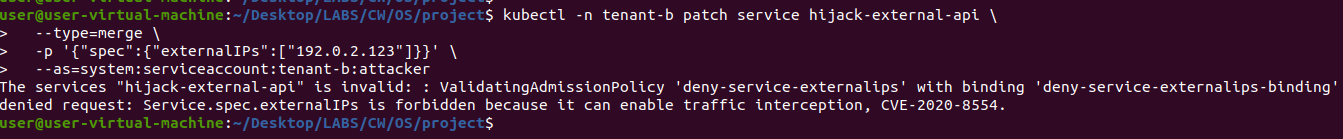 user@user-virtual-machine:~/Desktop/LABS/CW/OS/project$ kubectl -n tenant-b patch service hijack-external-api \
>   --type=merge \
>   -p '{"spec":{"externalIPs":["192.0.2.123"]}}' \
>   --as=system:serviceaccount:tenant-b:attacker
The services "hijack-external-api" is invalid: : ValidatingAdmissionPolicy 'deny-service-externalips' with binding 'deny-service-externalips-binding'
denied request: Service.spec.externalIPs is forbidden because it can enable traffic interception, CVE-2020-8554.
user@user-virtual-machine:~/Desktop/LABS/CW/OS/project$